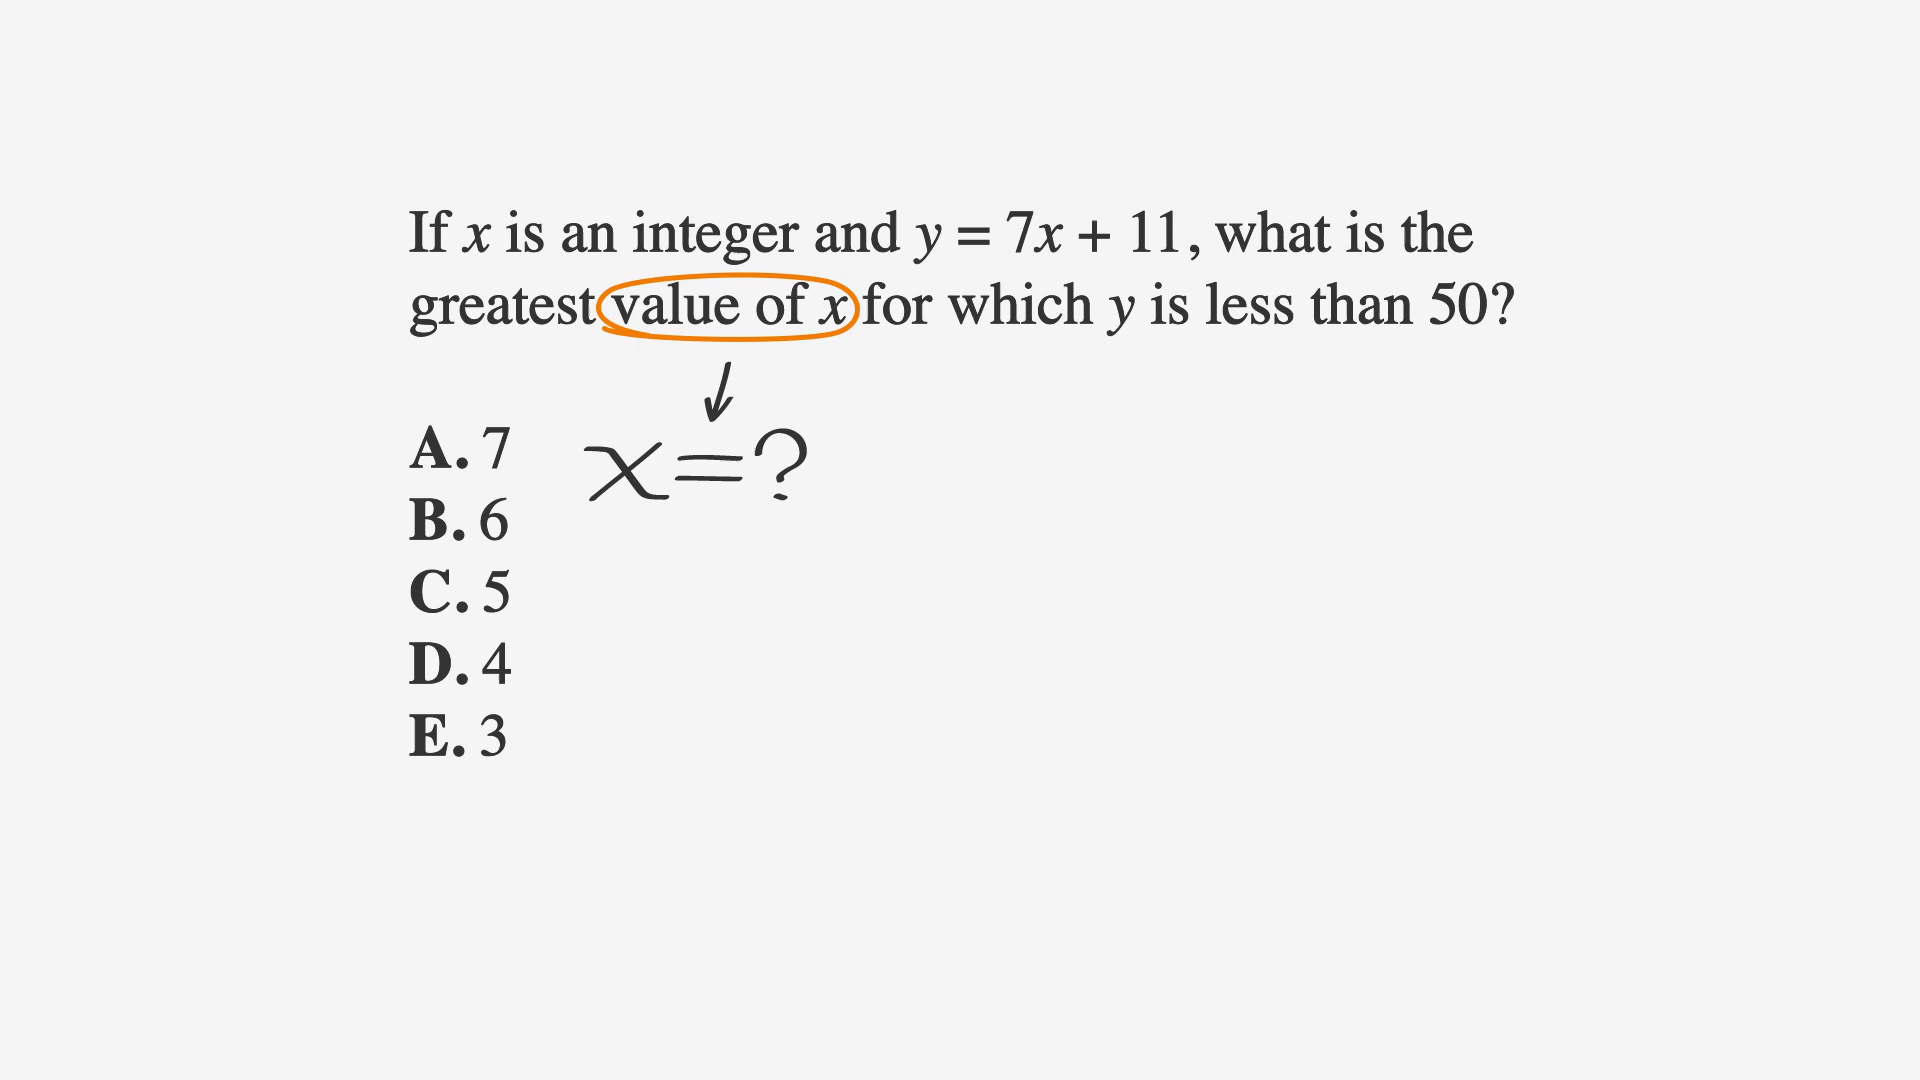 If x is an integer and y = 7x + 11, what is the
greatest value of x for which y is less than 50?
A. 7
x=?
B. 6
C. 5
D. 4
E. 3